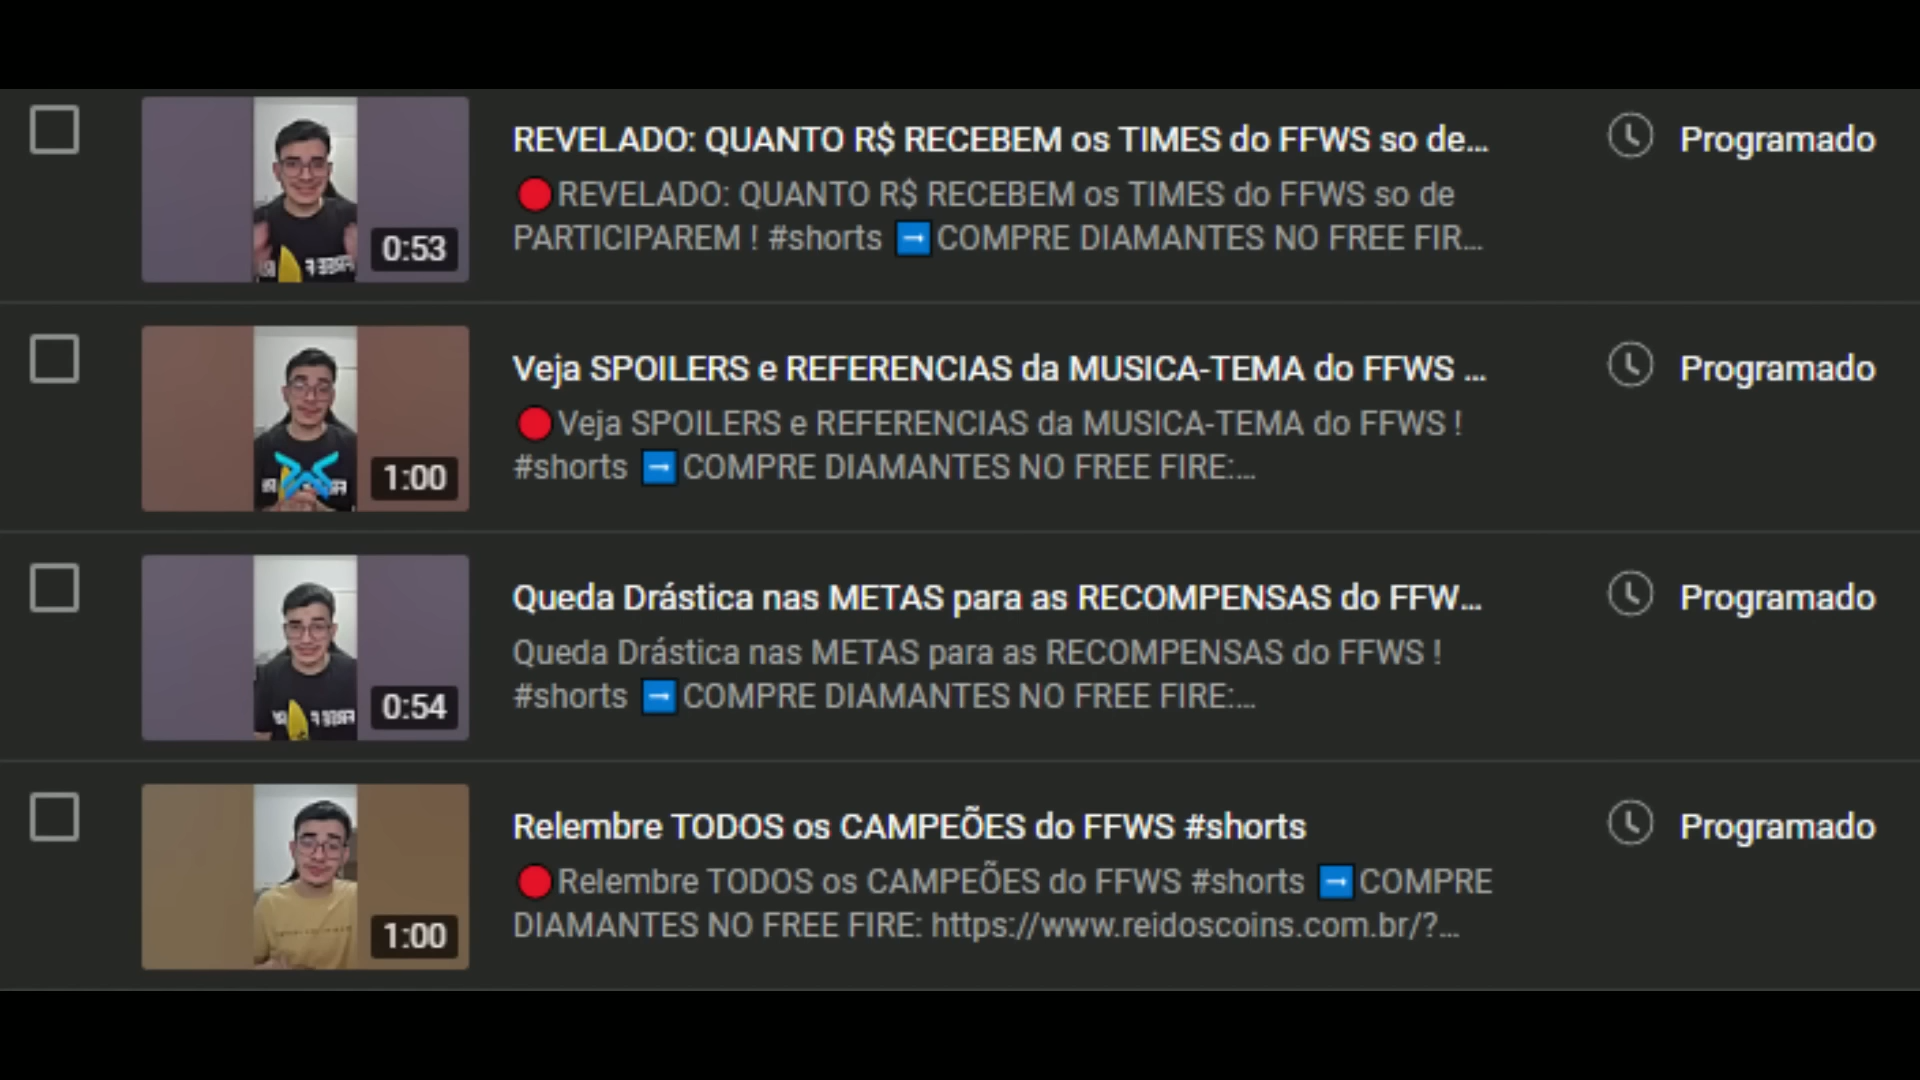 REVELADO: QUANTO R$ RECEBEM os TIMES do FFWS so de...
Programado
🔴REVELADO: QUANTO R$ RECEBEM os TIMES do FFWS so de
PARTICIPAREM ! #shorts ➡️COMPRE DIAMANTES NO FREE FIR...
0:53
Veja SPOILERS e REFERENCIAS da MUSICA-TEMA do FFWS ...
Programado
🔴Veja SPOILERS e REFERENCIAS da MUSICA-TEMA do FFWS !
#shorts ➡️COMPRE DIAMANTES NO FREE FIRE:...
1:00
Queda Drástica nas METAS para as RECOMPENSAS do FFW...
Programado
Queda Drástica nas METAS para as RECOMPENSAS do FFWS !
#shorts ➡️COMPRE DIAMANTES NO FREE FIRE:...
0:54
Relembre TODOS os CAMPEÕES do FFWS #shorts
Programado
🔴Relembre TODOS os CAMPEÕES do FFWS #shorts ➡️COMPRE
DIAMANTES NO FREE FIRE: https://www.reidoscoins.com.br/?...
1:00